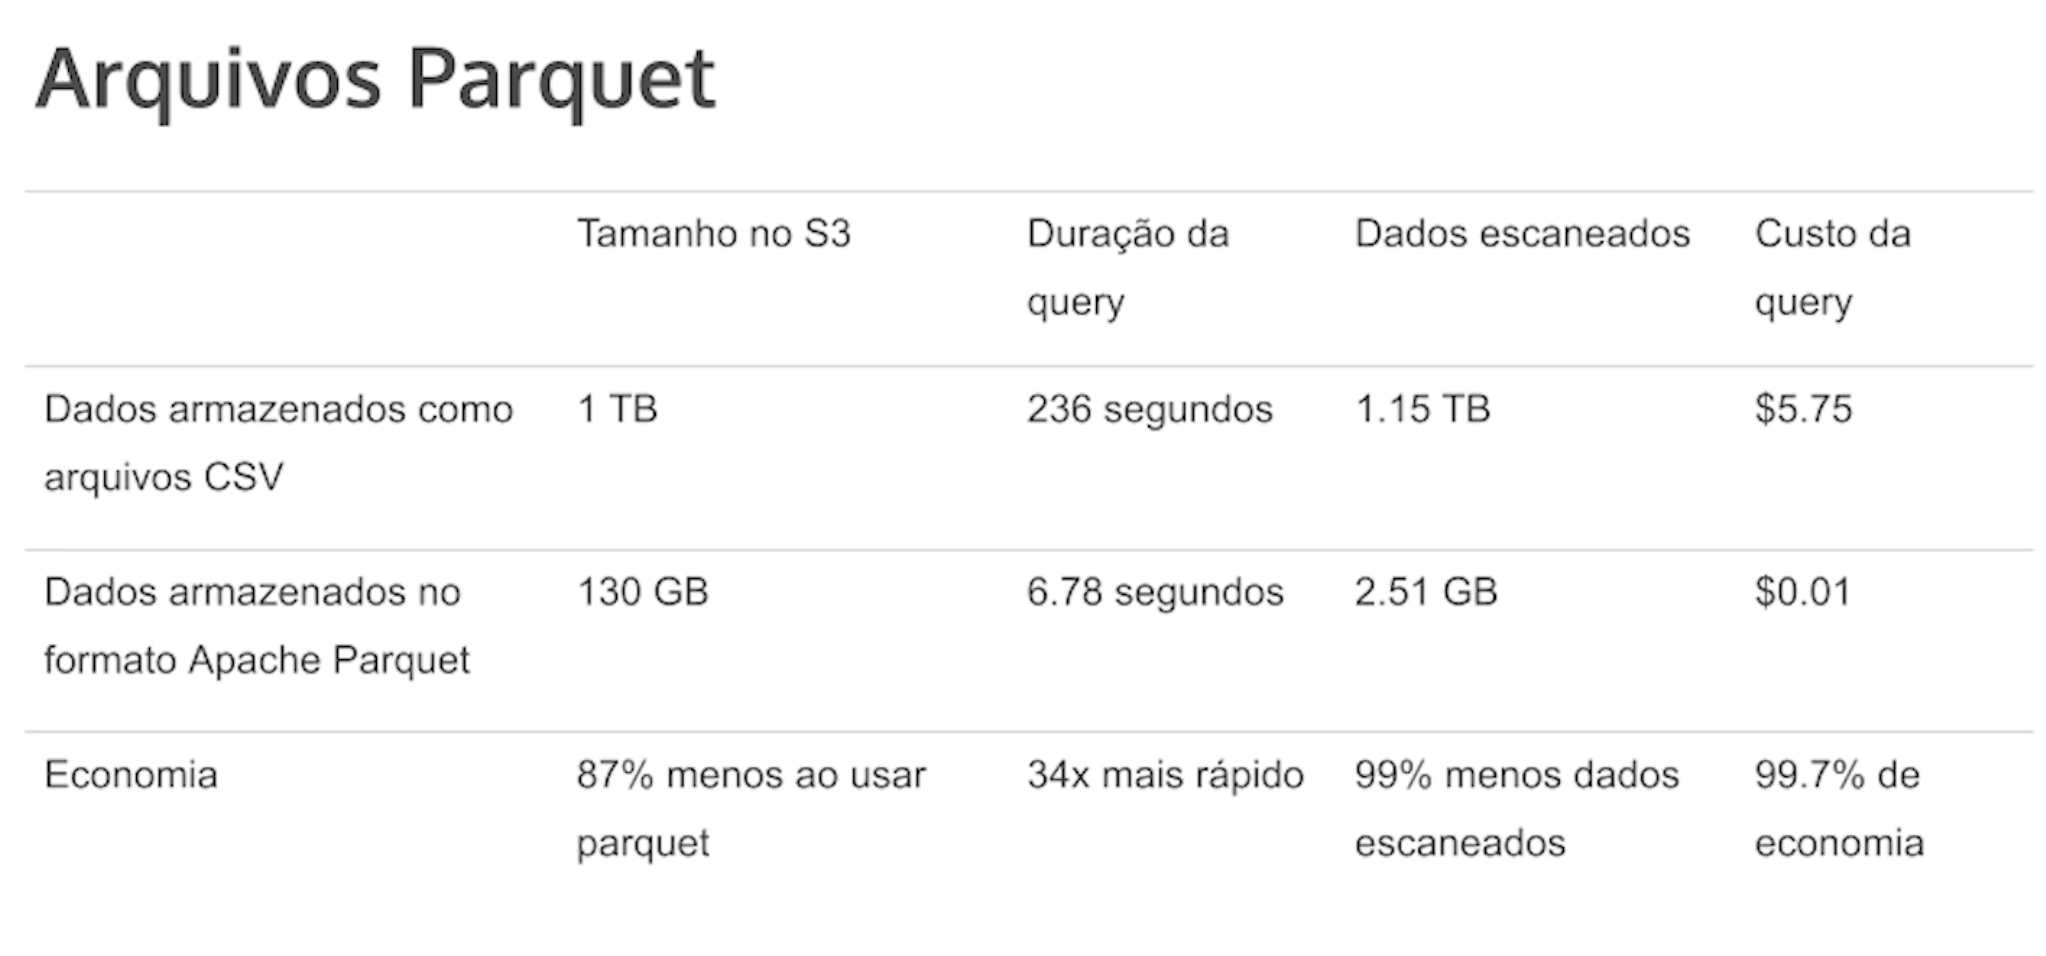 Arquivos Parquet
Tamanho no S3
Duração da
query
Dados escaneados
Custo da
query
Dados armazenados como
arquivos CSV
1 TB
236 segundos
1.15 TB
$5.75
Dados armazenados no
formato Apache Parquet
130 GB
6.78 segundos
2.51 GB
$0.01
Economia
87% menos ao usar
parquet
34x mais rápido
99% menos dados
escaneados
99.7% de
economia